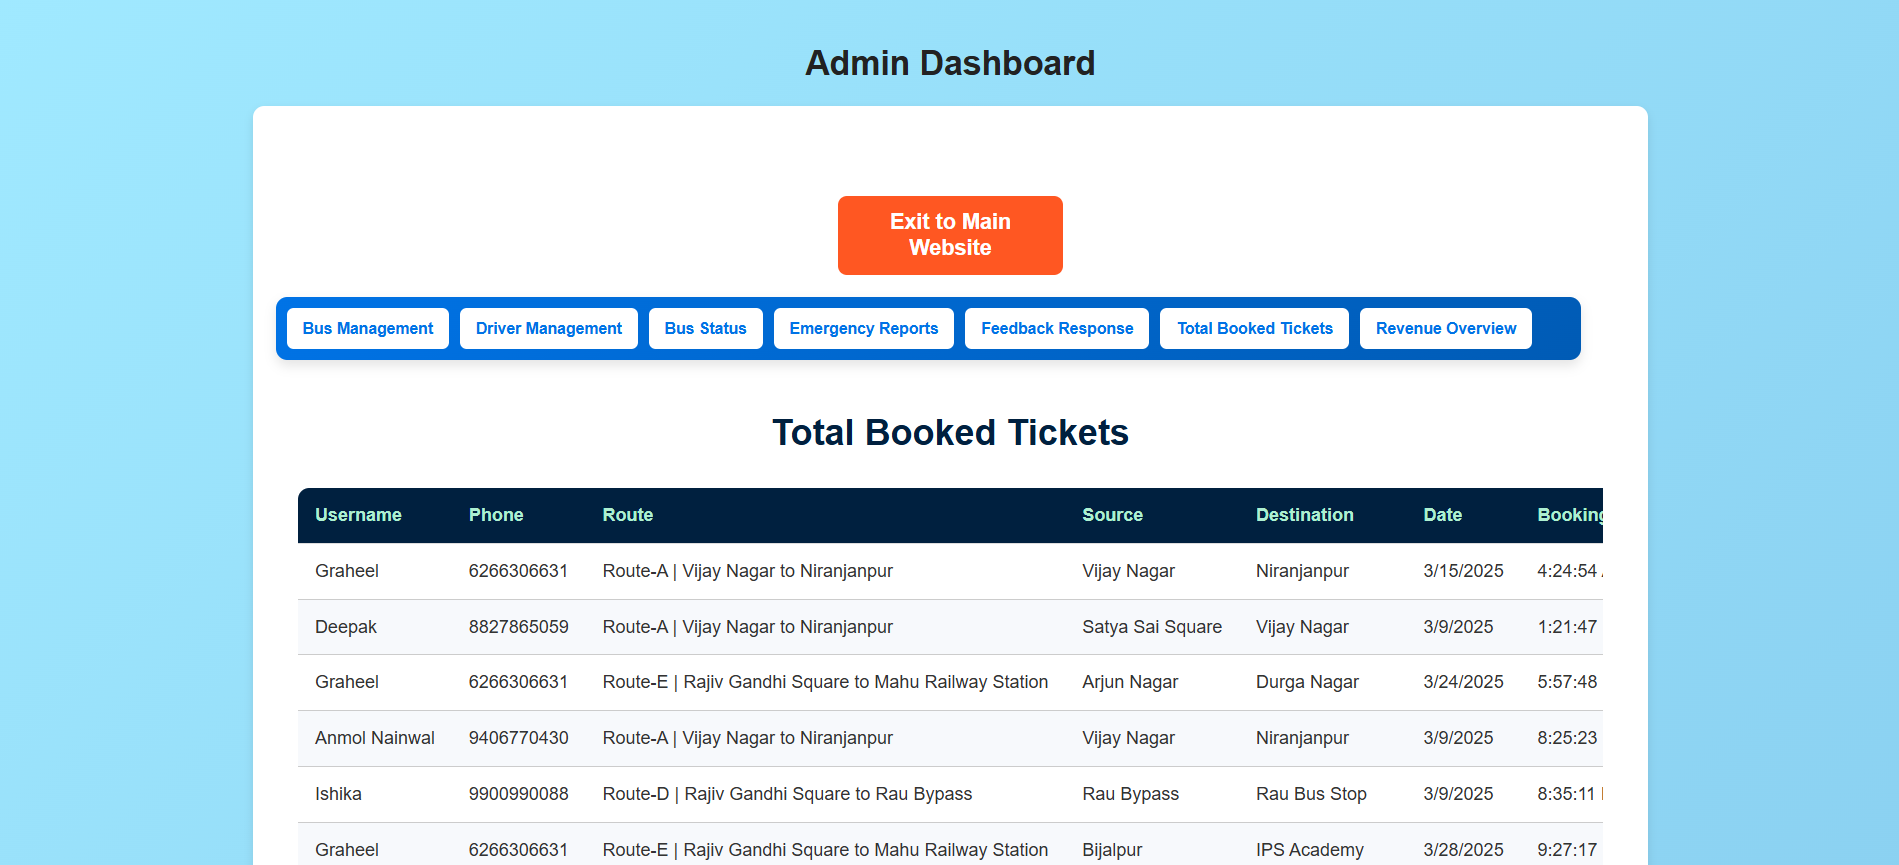 Admin Dashboard
Exit to Main
Website
Bus Management Driver Management Bus Status Emergency Reports Feedback Response Total Booked Tickets Revenue Overview
Total Booked Tickets
Username Phone Route Source Destination Date Booking
Graheel 6266306631 Route-A | Vijay Nagar to Niranjanpur Vijay Nagar Niranjanpur 3/15/2025 4:24:54
Deepak 8827865059 Route-A | Vijay Nagar to Niranjanpur Satya Sai Square Vijay Nagar 3/9/2025 1:21:47
Graheel 6266306631 Route-E | Rajiv Gandhi Square to Mahu Railway Station Arjun Nagar Durga Nagar 3/24/2025 5:57:48
Anmol Nainwal 9406770430 Route-A | Vijay Nagar to Niranjanpur Vijay Nagar Niranjanpur 3/9/2025 8:25:23
Ishika 9900990088 Route-D | Rajiv Gandhi Square to Rau Bypass Rau Bypass Rau Bus Stop 3/9/2025 8:35:11
Graheel 6266306631 Route-E | Rajiv Gandhi Square to Mahu Railway Station Bijalpur IPS Academy 3/28/2025 9:27:17